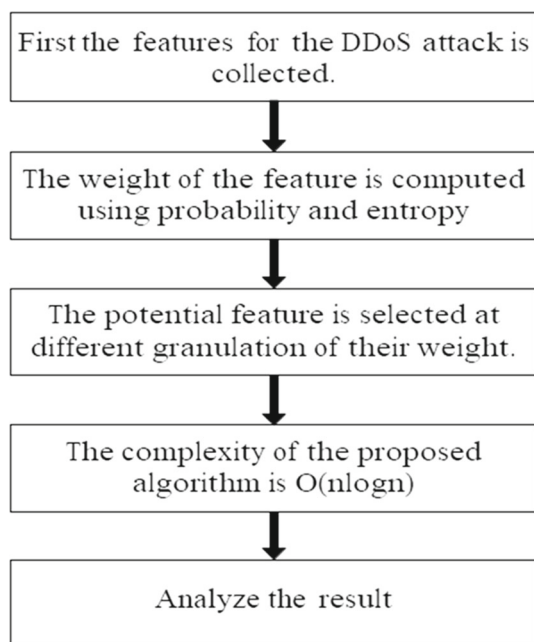 First the features for the DDoS attack is
collected.
The weight of the feature is computed
using probability and entropy
The potential feature is selected at
different granulation of their weight.
The complexity of the proposed
algorithm is O(nlogn)
Analyze the result